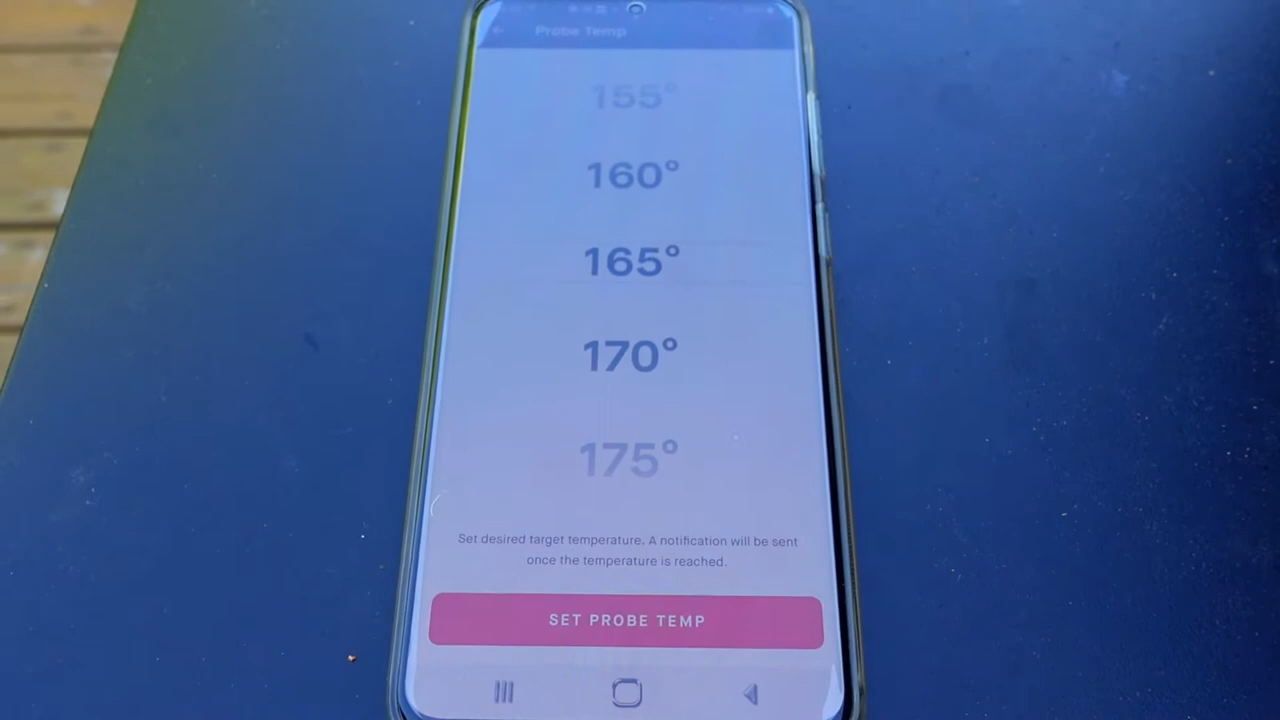 Probe Temp
155°
160°
165°
170°
175°
Set desired target temperature. A notification will be sent
once the temperature is reached.
SET PROBE TEMP